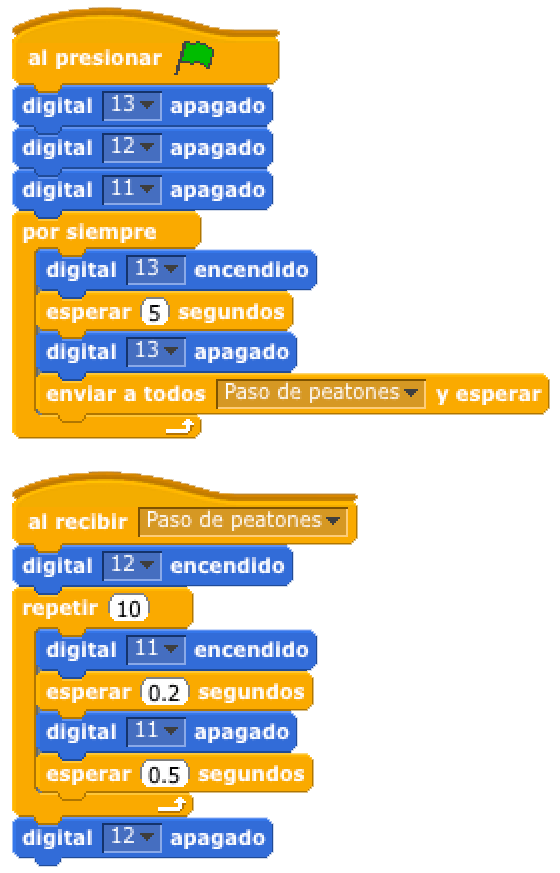 al presionar
digital 13 apagado
digital 12 apagado
digital 11 apagado
por siempre
digital 13 encendido
esperar 5 segundos
digital 13 apagado
enviar a todos Paso de peatones y esperar
al recibir Paso de peatones
digital 12 encendido
repetir 10
digital 11 encendido
esperar 0.2 segundos
digital 11 apagado
esperar 0.5 segundos
digital 12 apagado